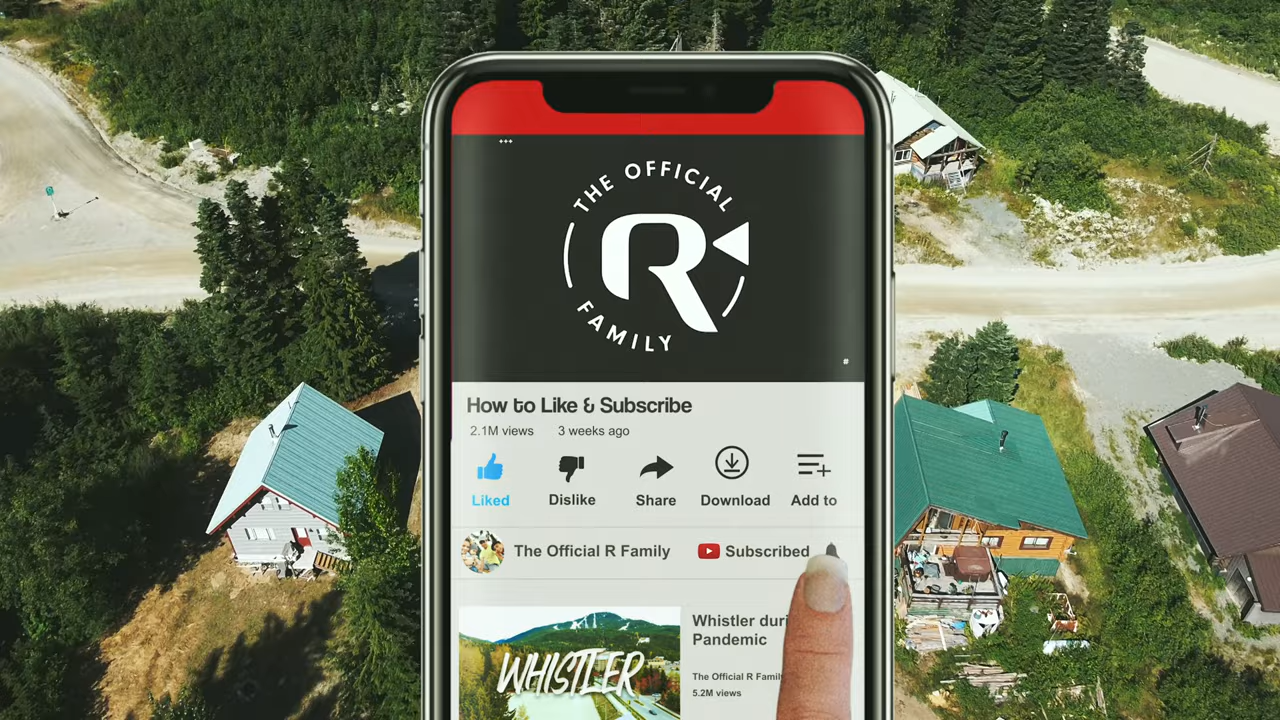 THE OFFICIAL
R
FAMILY
How to Like & Subscribe
2.1M views 3 weeks ago
Liked Dislike Share Download Add to
The Official R Family Subscribed
WHISTLER
Whistler duri
Pandemic
The Official R Family
5.2M views